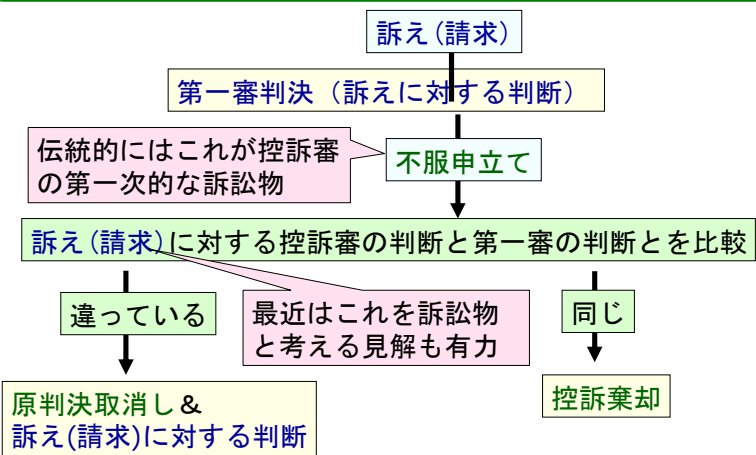 訴え(請求)
第一審判決（訴えに対する判断）
伝統的にはこれが控訴審
の第一次的な訴訟物
不服申立て
訴え(請求)に対する控訴審の判断と第一審の判断とを比較
違っている
最近はこれを訴訟物
と考える見解も有力
同じ
原判決取消し&
訴え(請求)に対する判断
控訴棄却